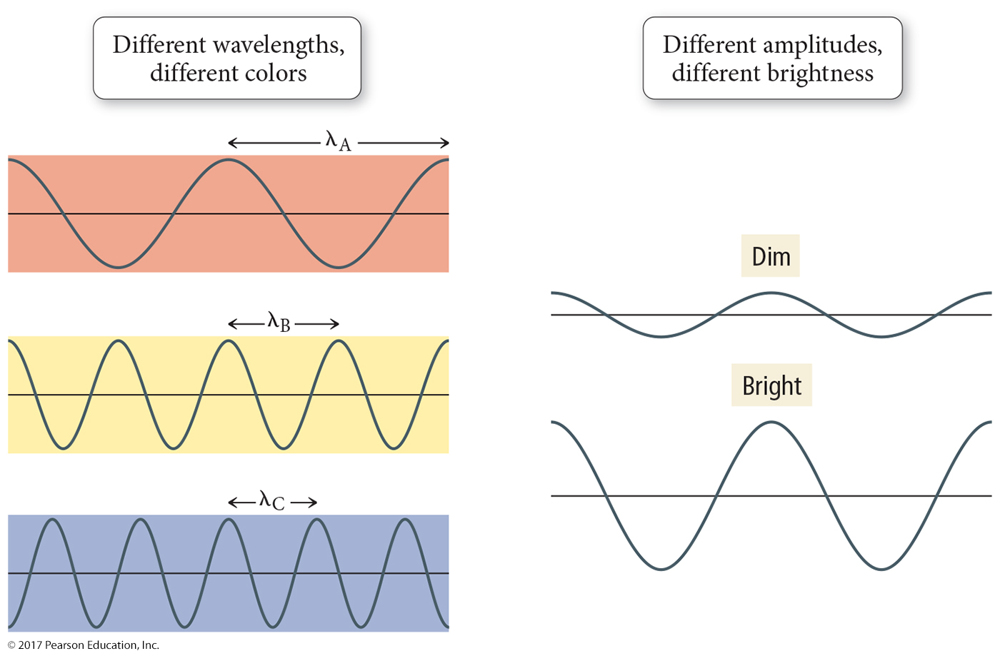 Different wavelengths,
different colors
λA
λB
λC
Different amplitudes,
different brightness
Dim
Bright
© 2017 Pearson Education, Inc.